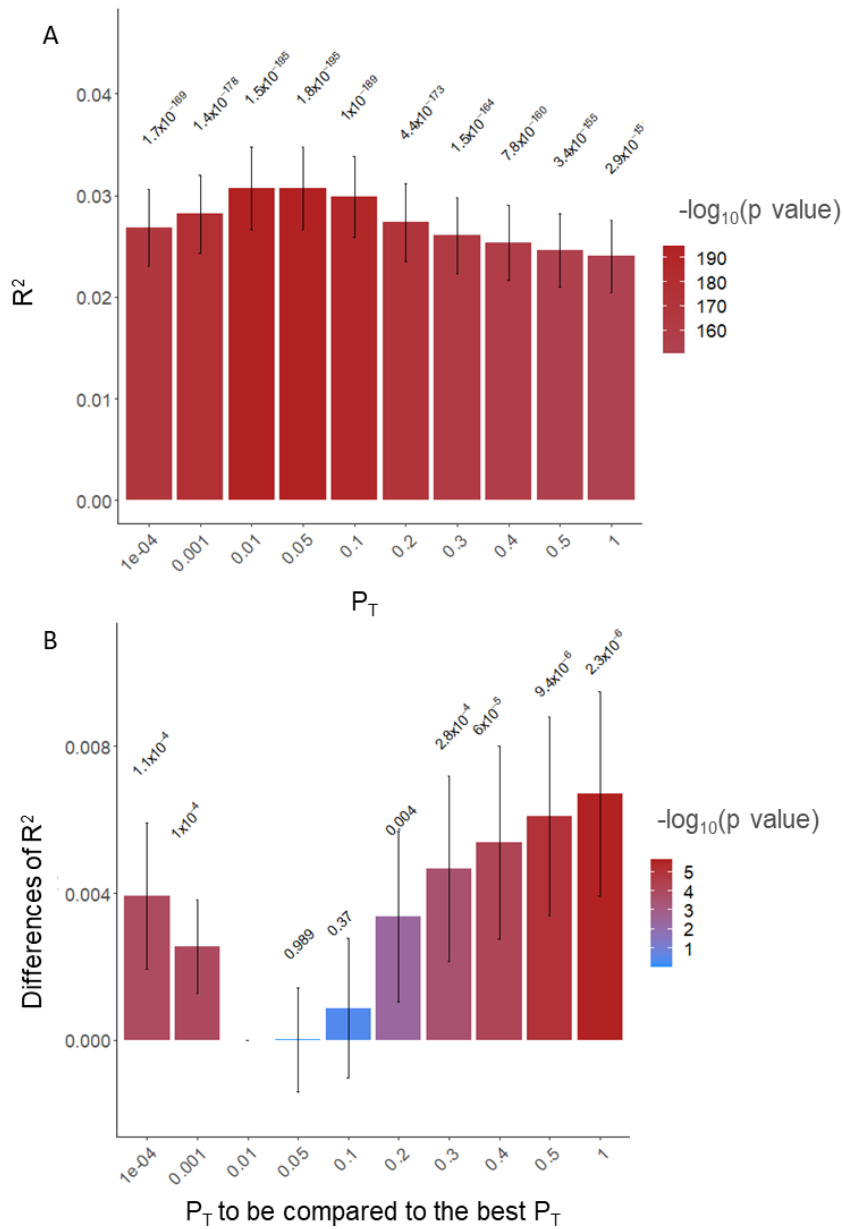 A
1.7x10⁻¹⁶⁹ 1.4x10⁻¹⁷⁸ 1.5x10⁻¹⁹⁵ 1.8x10⁻¹⁹⁵ 1x10⁻¹⁸⁹ 4.4x10⁻¹⁷³ 1.5x10⁻¹⁶⁴ 7.8x10⁻¹⁶⁰ 3.4x10⁻¹⁵⁵ 2.9x10⁻¹⁵
0.04
0.03
0.02
0.01
0.00
R²
-log₁₀(p value)
190
180
170
160
1e-04 0.001 0.01 0.05 0.1 0.2 0.3 0.4 0.5 1
P_T
B
1.1x10⁻⁴ 1x10⁻⁴ 0.989 0.37 0.004 2.8x10⁻⁴ 6x10⁻⁵ 9.4x10⁻⁶ 2.3x10⁻⁶
0.008
0.004
0.000
Differences of R²
-log₁₀(p value)
5
4
3
2
1
1e-04 0.001 0.01 0.05 0.1 0.2 0.3 0.4 0.5 1
P_T to be compared to the best P_T